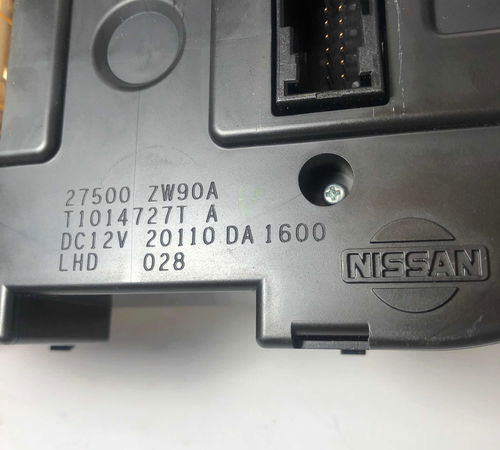 27500 ZW90A
T1014727T A
DC12V 20110 DA 1600
LHD 028
NISSAN